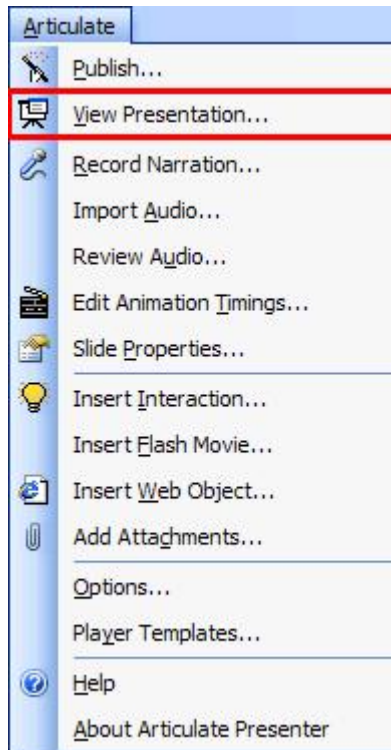 Articulate
Publish...
View Presentation...
Record Narration...
Import Audio...
Review Audio...
Edit Animation Timings...
Slide Properties...
Insert Interaction...
Insert Flash Movie...
Insert Web Object...
Add Attachments...
Options...
Player Templates...
Help
About Articulate Presenter